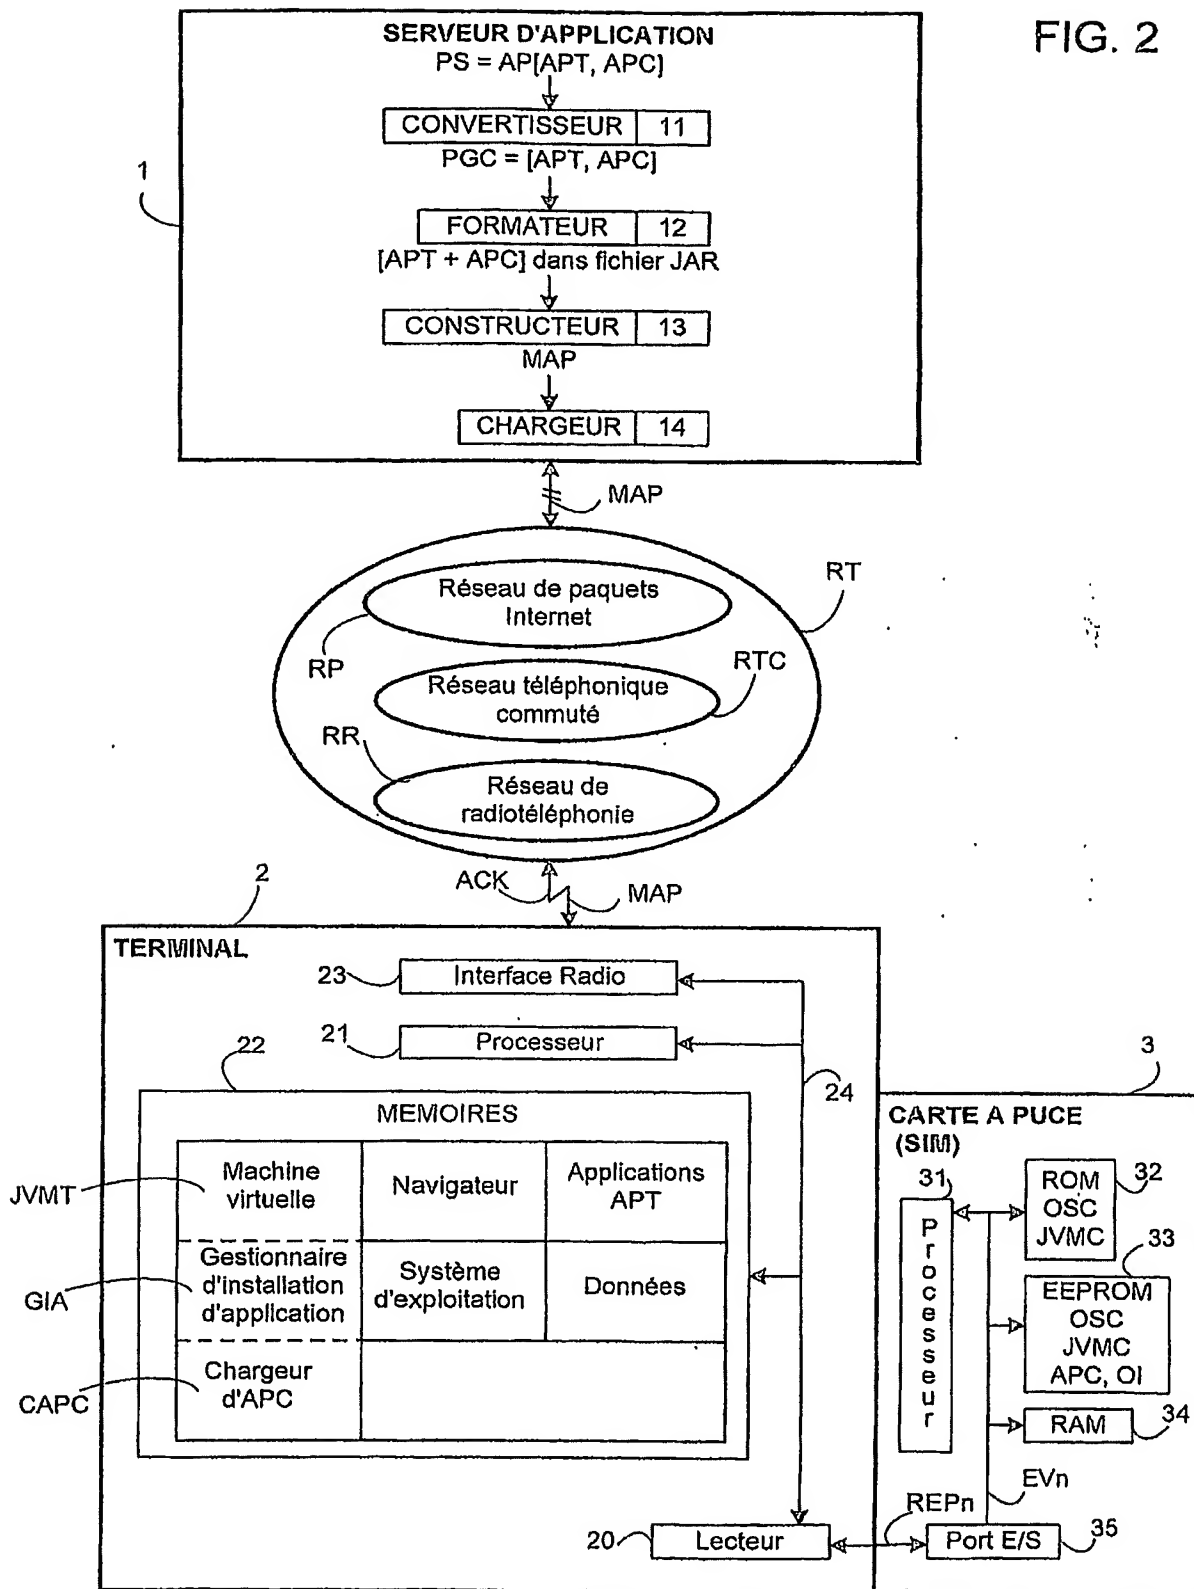 FIG. 2
SERVEUR D'APPLICATION
PS = AP[APT, APC]
CONVERTISSEUR 11
PGC = [APT, APC]
1
FORMATEUR 12
[APT + APC] dans fichier JAR
CONSTRUCTEUR 13
MAP
CHARGEUR 14
MAP
RT
Réseau de paquets
Internet
RP
RTC
Réseau téléphonique
commuté
RR
Réseau de
radiotéléphonie
ACK
MAP
2
TERMINAL
23
Interface Radio
21
Processeur
22
24
3
MEMOIRES
JVMT
Machine
virtuelle
Navigateur
Applications
APT
GIA
Gestionnaire
d'installation
d'application
Système
d'exploitation
Données
CAPC
Chargeur
d'APC
CARTE A PUCE
(SIM)
31
Processeur
32
ROM
OSC
JVMC
33
EEPROM
OSC
JVMC
APC, OI
RAM
34
EVn
REPn
20
Lecteur
Port E/S
35